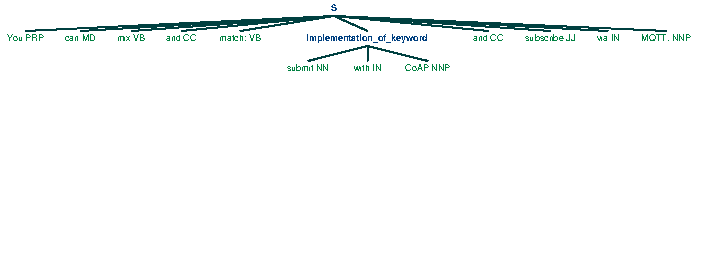 S
You PRP can MD mix VB and CC match: VB Implementation_of_keyword and CC subscribe JJ via IN MQTT. NNP
submit NN with IN CoAP NNP